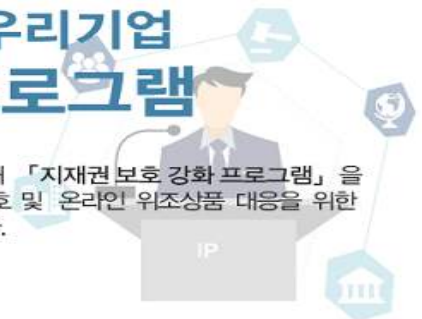 우리기업
로그램
「지재권 보호 강화 프로그램」 을
및 온라인 위조상품 대응을 위한
IP